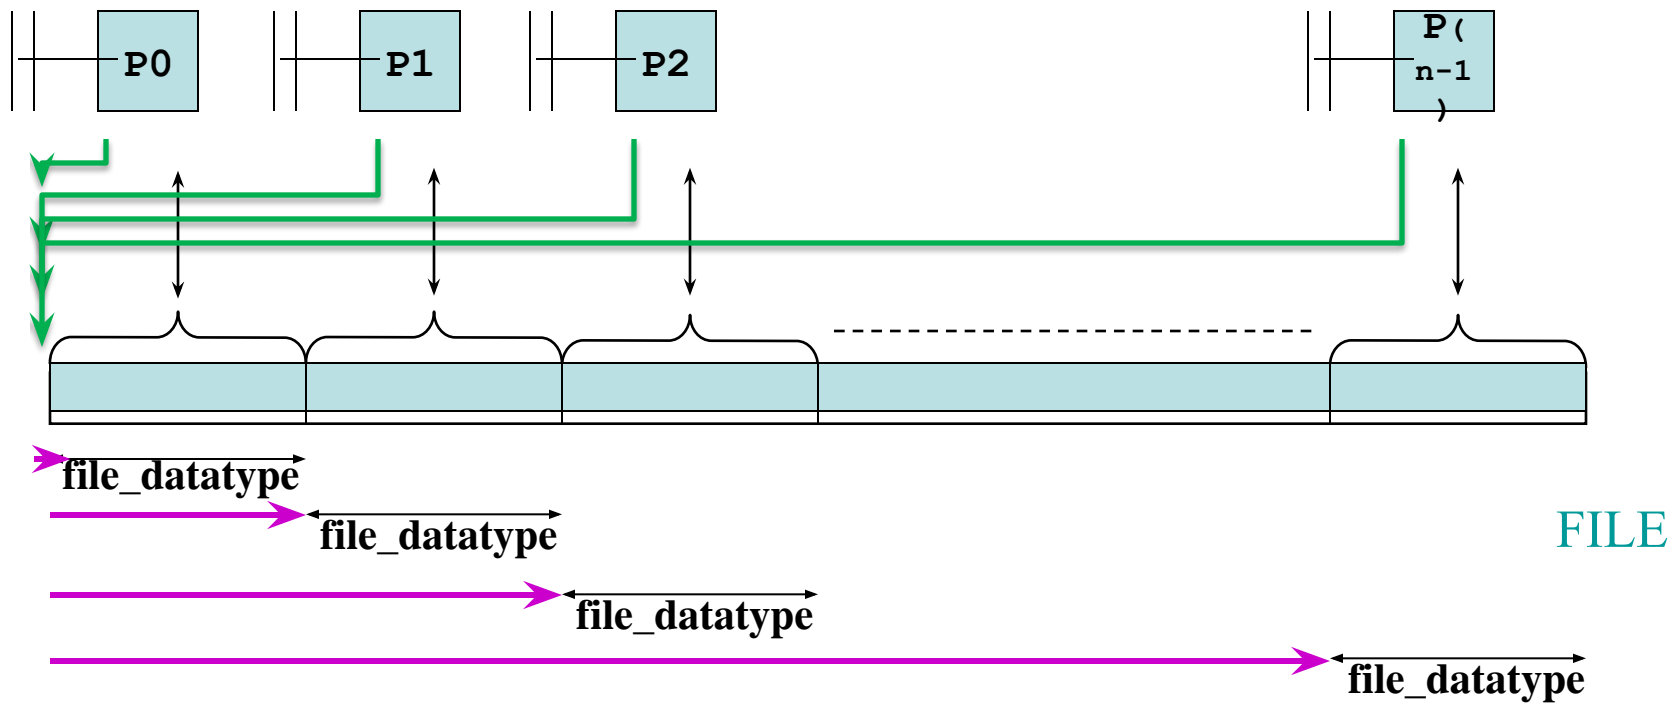 P0
P1
P2
P(
n-1
)
file_datatype
file_datatype
FILE
file_datatype
file_datatype